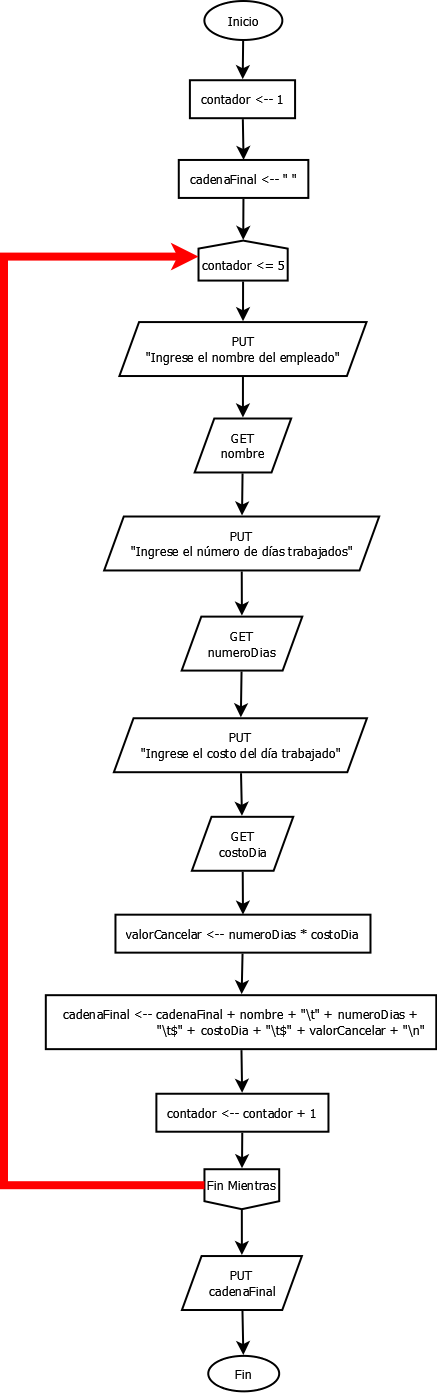 Inicio
contador <-- 1
cadenaFinal <-- " "
contador <= 5
PUT
"Ingrese el nombre del empleado"
GET
nombre
PUT
"Ingrese el número de días trabajados"
GET
numeroDias
PUT
"Ingrese el costo del día trabajado"
GET
costoDia
valorCancelar <-- numeroDias * costoDia
cadenaFinal <-- cadenaFinal + nombre + "\t" + numeroDias +
"\t$" + costoDia + "\t$" + valorCancelar + "\n"
contador <-- contador + 1
Fin Mientras
PUT
cadenaFinal
Fin